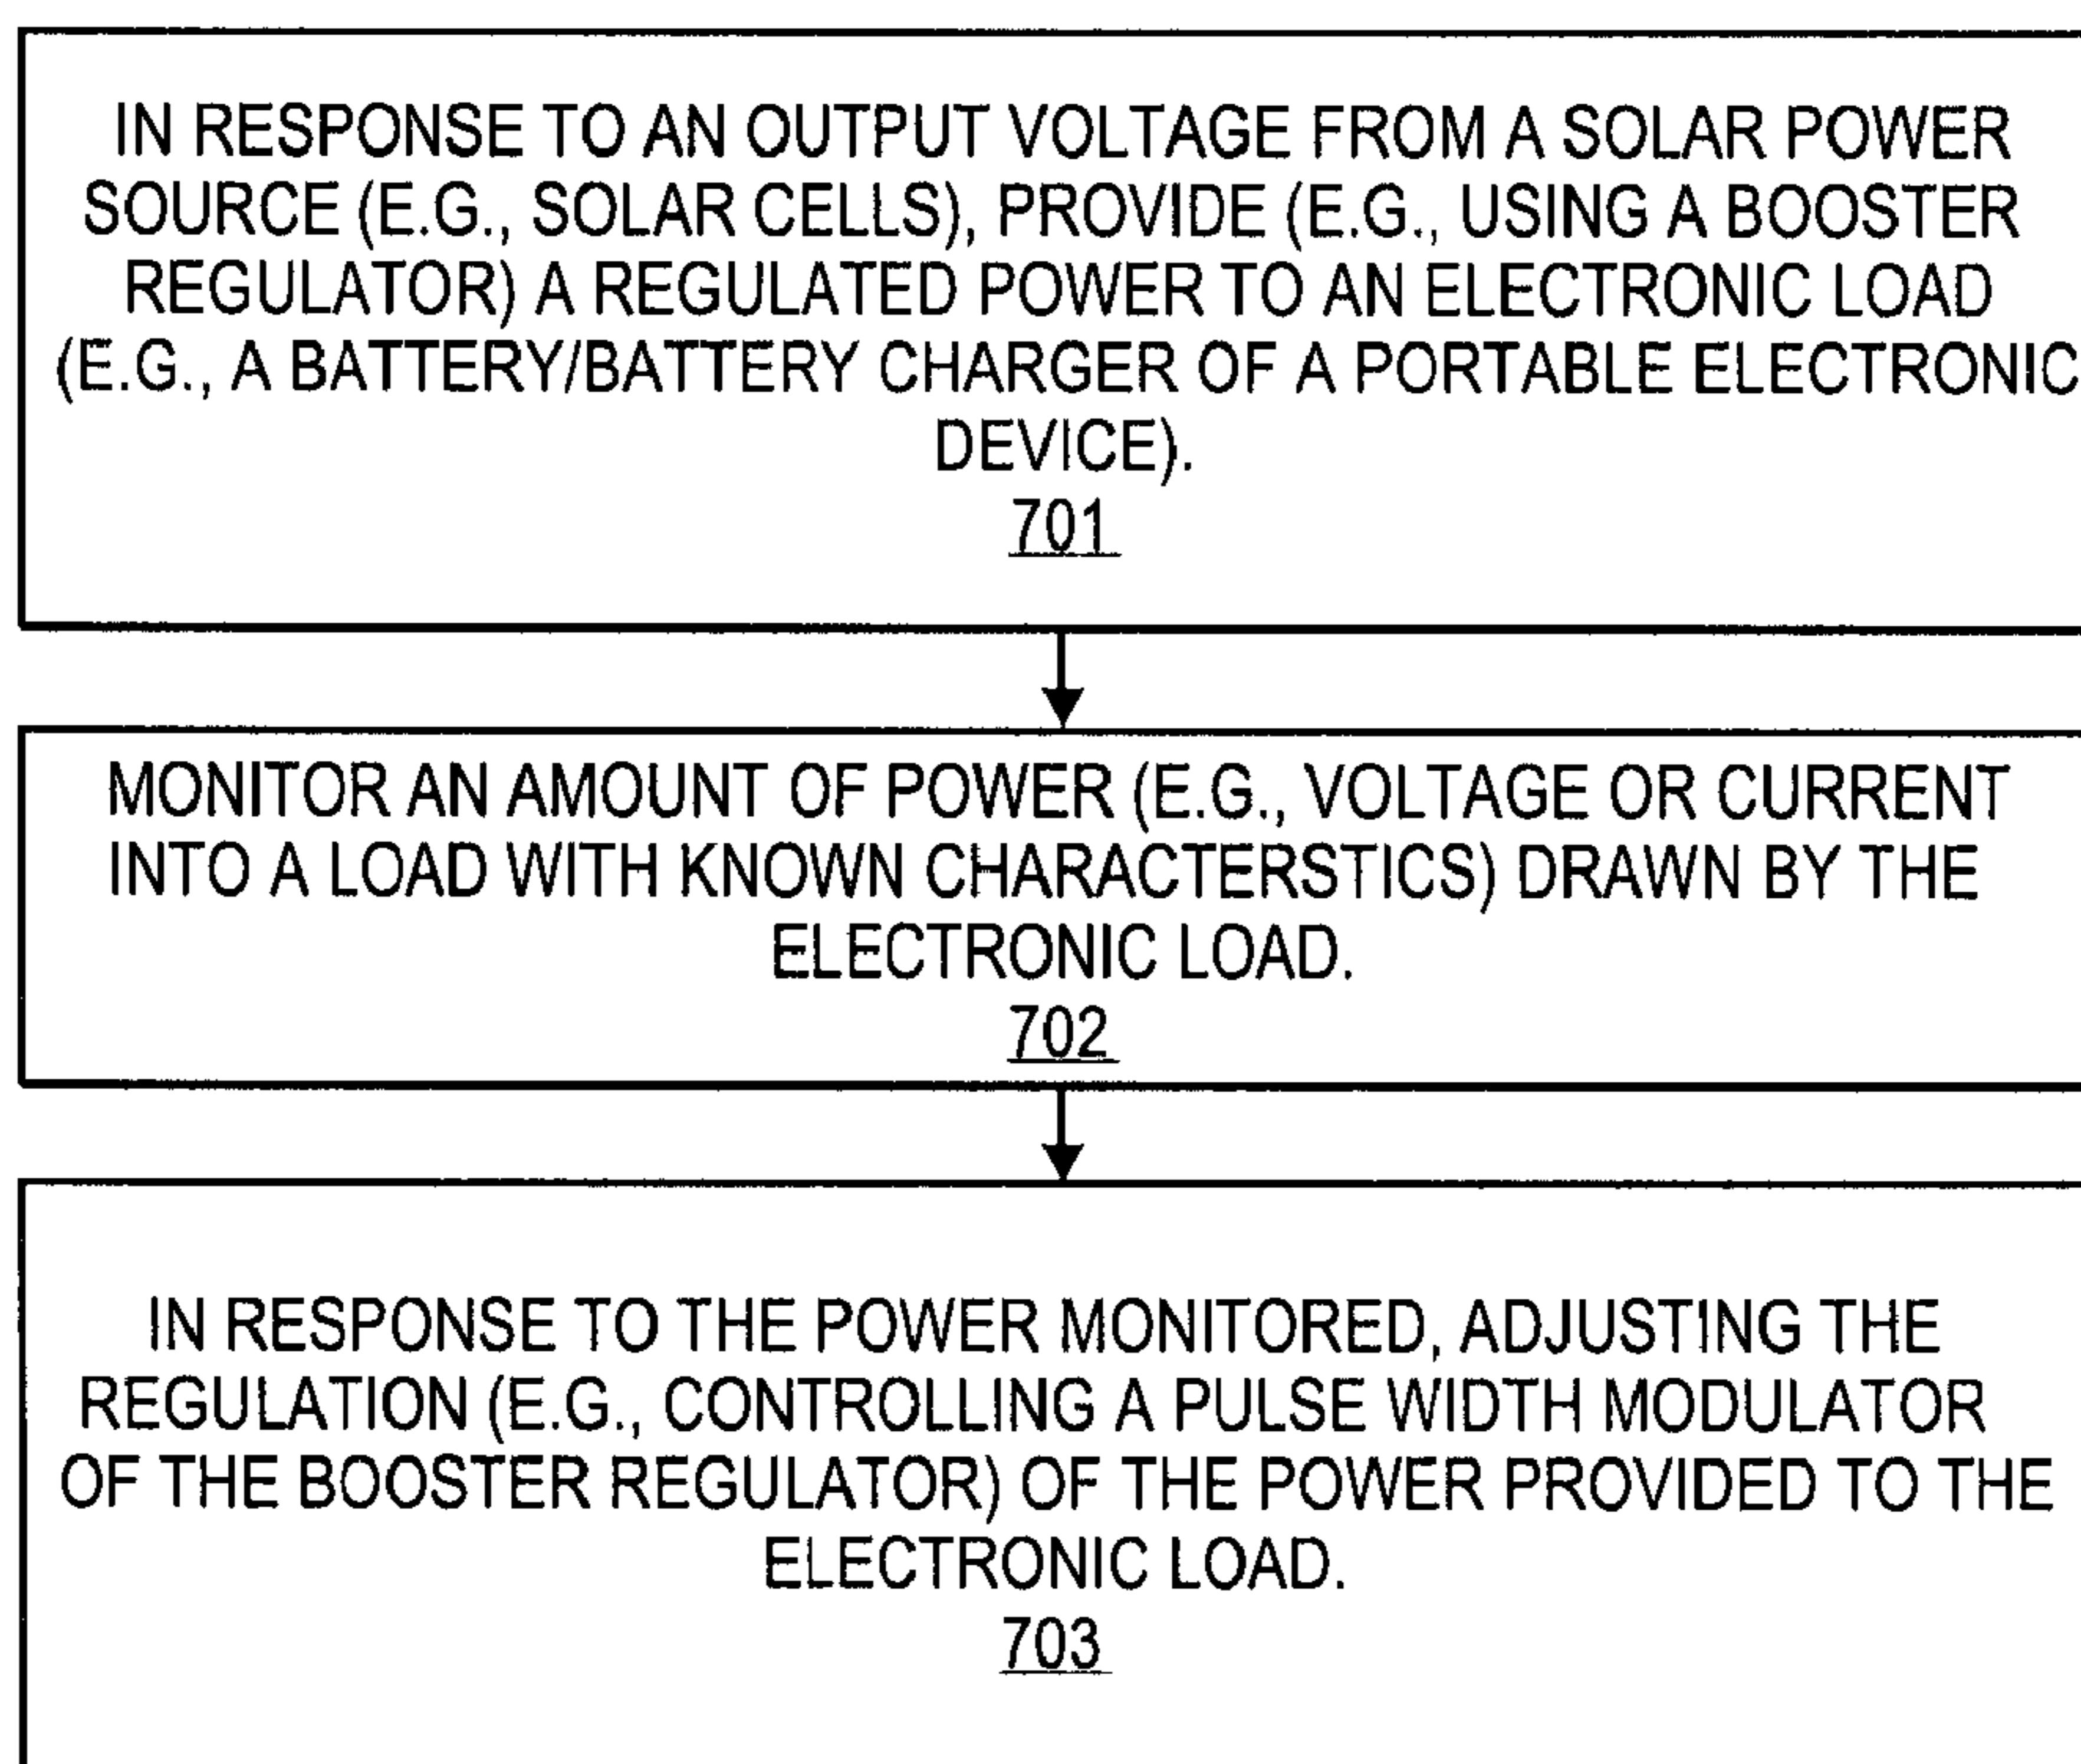 IN RESPONSE TO AN OUTPUT VOLTAGE FROM A SOLAR POWER
SOURCE (E.G., SOLAR CELLS), PROVIDE (E.G., USING A BOOSTER
REGULATOR) A REGULATED POWER TO AN ELECTRONIC LOAD
(E.G., A BATTERY/BATTERY CHARGER OF A PORTABLE ELECTRONIC
DEVICE).
701
MONITOR AN AMOUNT OF POWER (E.G., VOLTAGE OR CURRENT
INTO A LOAD WITH KNOWN CHARACTERSTICS) DRAWN BY THE
ELECTRONIC LOAD.
702
IN RESPONSE TO THE POWER MONITORED, ADJUSTING THE
REGULATION (E.G., CONTROLLING A PULSE WIDTH MODULATOR
OF THE BOOSTER REGULATOR) OF THE POWER PROVIDED TO THE
ELECTRONIC LOAD.
703